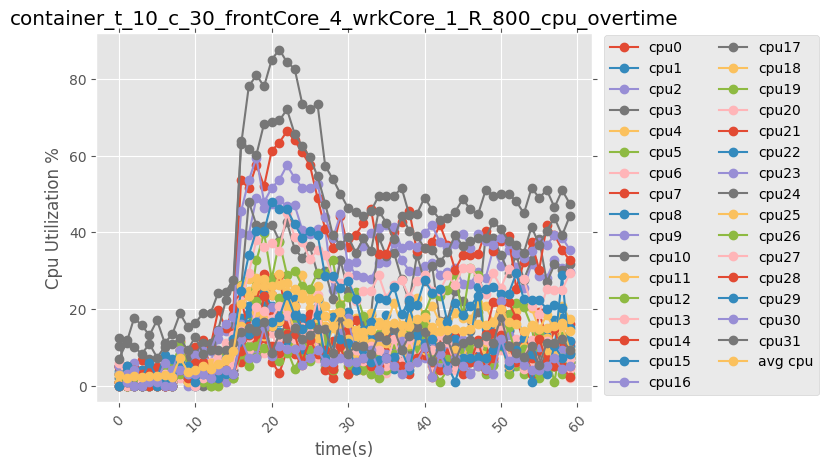 container_t_10_c_30_frontCore_4_wrkCore_1_R_800_cpu_overtime
Cpu Utilization %
80
60
40
20
0
0
10
20
30
40
50
60
time(s)
cpu0
cpu1
cpu2
cpu3
cpu4
cpu5
cpu6
cpu7
cpu8
cpu9
cpu10
cpu11
cpu12
cpu13
cpu14
cpu15
cpu16
cpu17
cpu18
cpu19
cpu20
cpu21
cpu22
cpu23
cpu24
cpu25
cpu26
cpu27
cpu28
cpu29
cpu30
cpu31
avg cpu